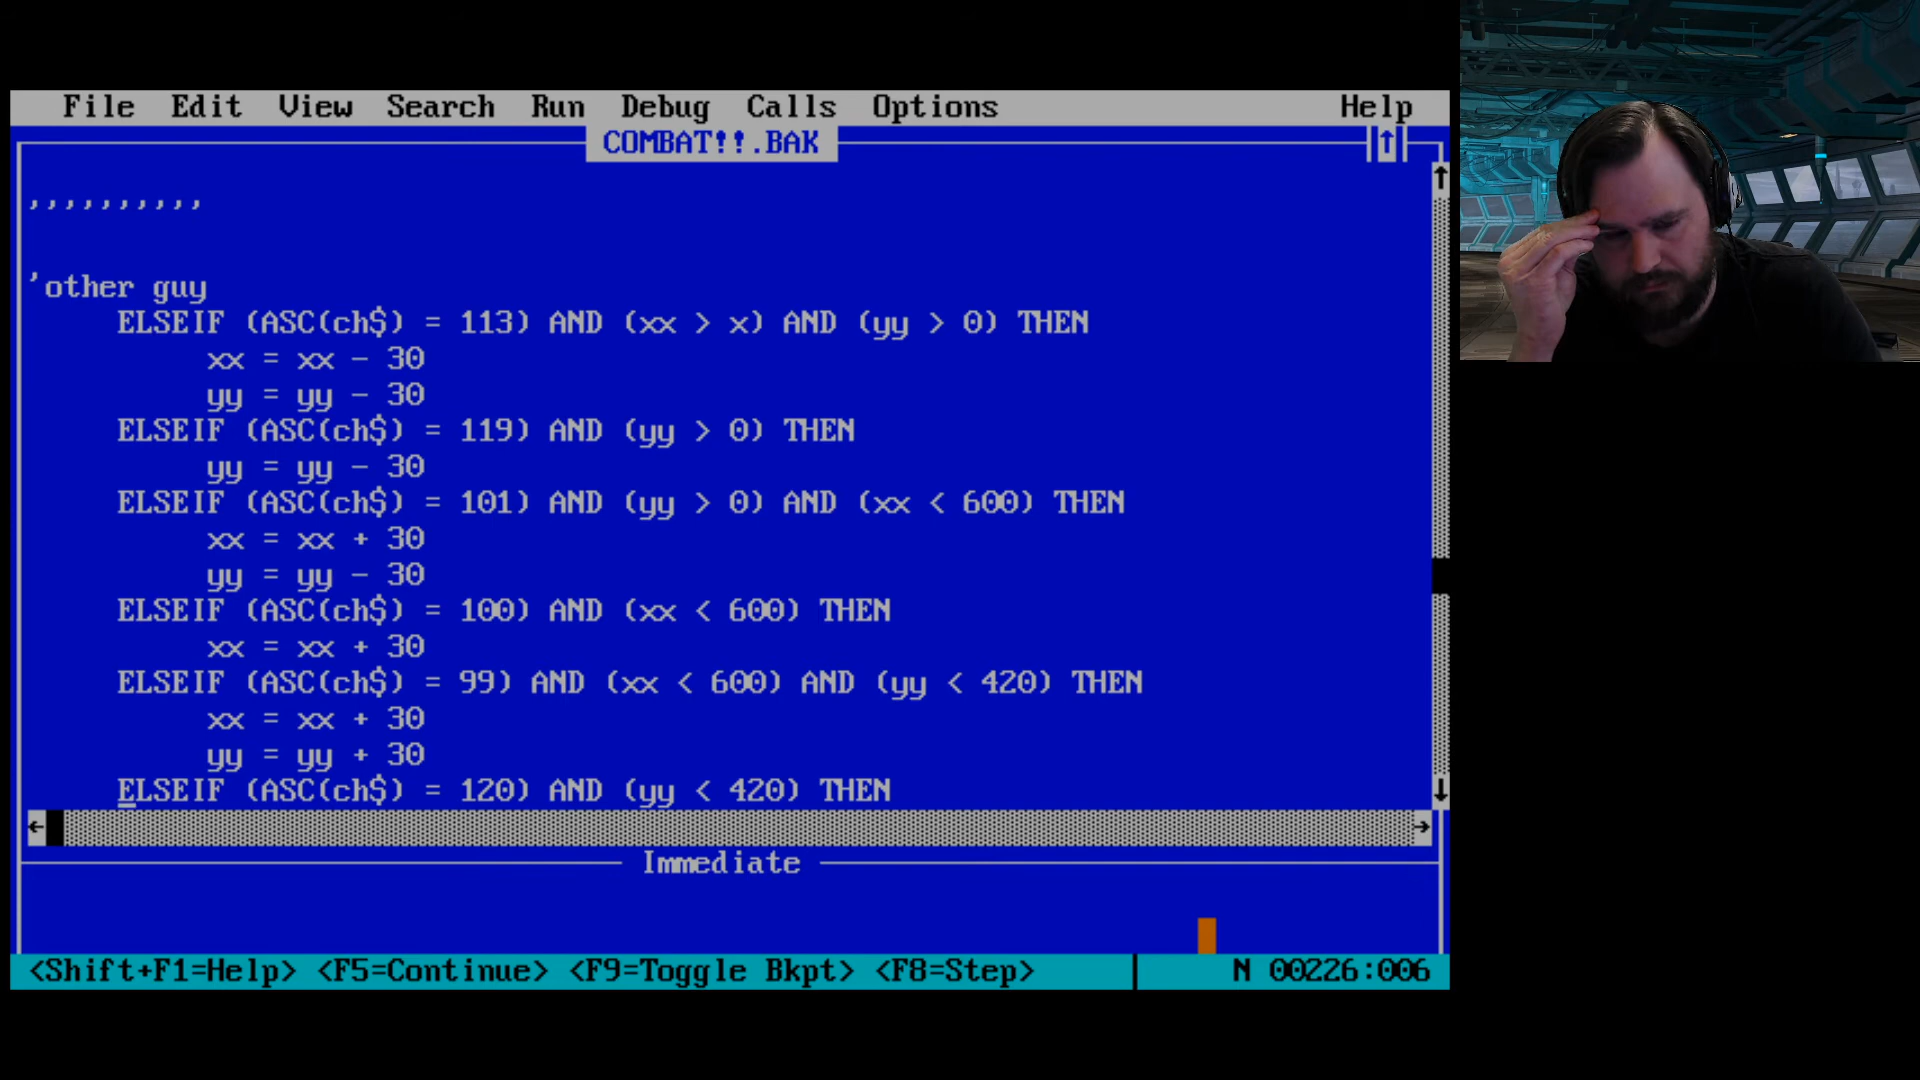 File Edit View Search Run Debug Calls Options Help
COMBAT!!.BAK
,,,,,,,,,,
'other guy
ELSEIF (ASC(ch$) = 113) AND (xx > x) AND (yy > 0) THEN
xx = xx - 30
yy = yy - 30
ELSEIF (ASC(ch$) = 119) AND (yy > 0) THEN
yy = yy - 30
ELSEIF (ASC(ch$) = 101) AND (yy > 0) AND (xx < 600) THEN
xx = xx + 30
yy = yy - 30
ELSEIF (ASC(ch$) = 100) AND (xx < 600) THEN
xx = xx + 30
ELSEIF (ASC(ch$) = 99) AND (xx < 600) AND (yy < 420) THEN
xx = xx + 30
yy = yy + 30
ELSEIF (ASC(ch$) = 120) AND (yy < 420) THEN
Immediate
<Shift+F1=Help> <F5=Continue> <F9=Toggle Bkpt> <F8=Step> N 00226:006